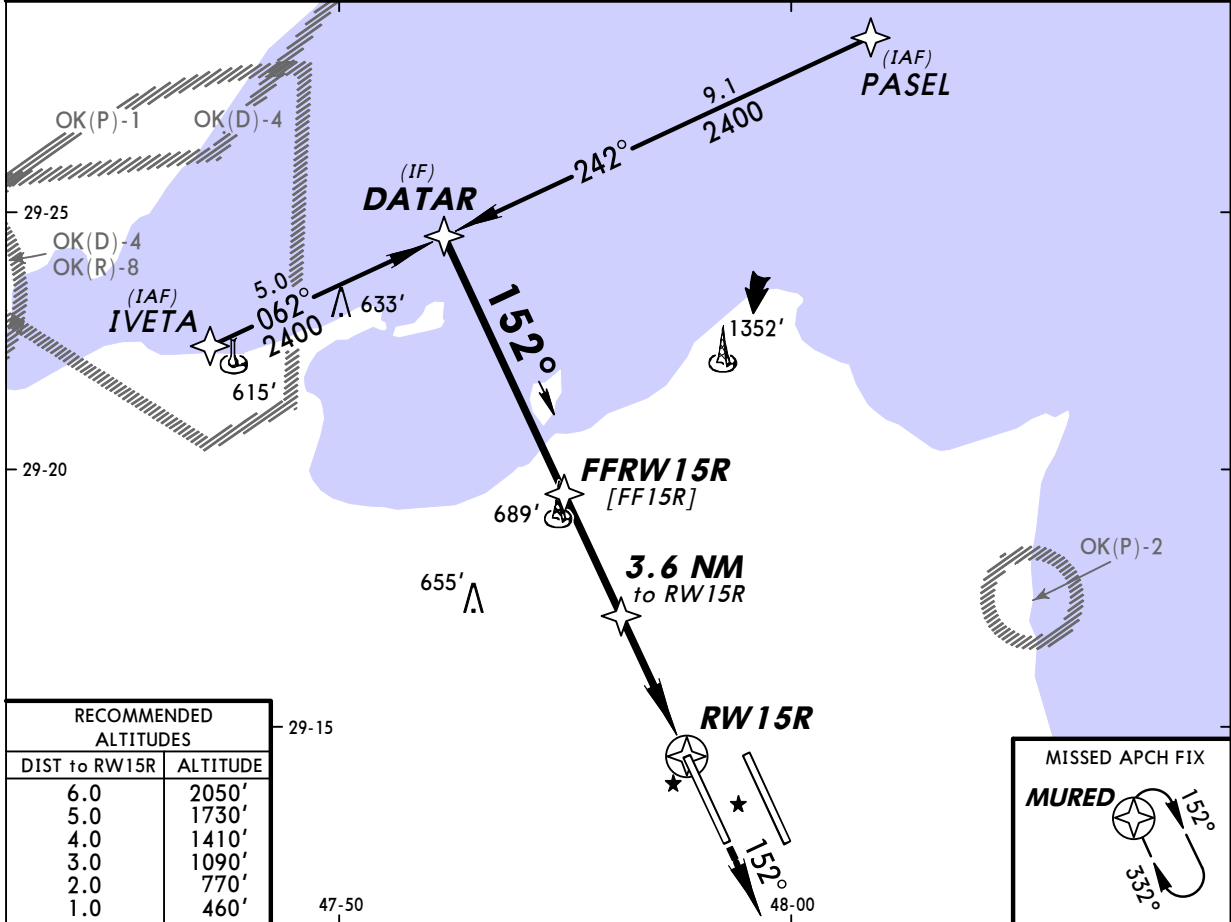 (IAF)
PASEL
9.1
2400
242°
OK(P)-1
OK(D)-4
(IF)
DATAR
29-25
OK(D)-4
OK(R)-8
(IAF)
IVETA
5.0
062°
2400
633'
615'
152°
1352'
29-20
FFRW15R
[FF15R]
689'
3.6 NM
to RW15R
655'
OK(P)-2
29-15
RW15R
152°
47-50
48-00
RECOMMENDED
ALTITUDES
DIST to RW15R ALTITUDE
6.0 2050'
5.0 1730'
4.0 1410'
3.0 1090'
2.0 770'
1.0 460'
MISSED APCH FIX
MURED
152°
332°